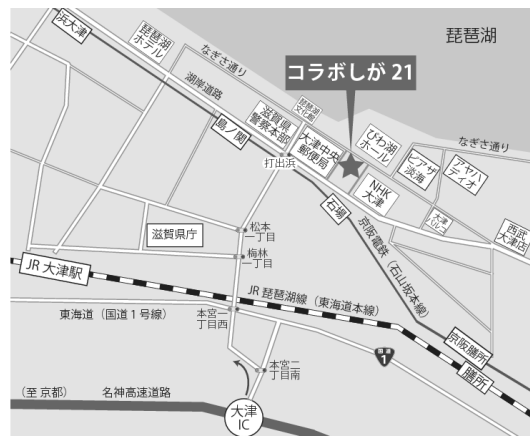 琵琶湖
浜大津
琵琶湖
ホテル
なぎさ通り
湖岸道路
コラボしが 21
琵琶湖
文化館
滋賀県
警察本部
島ノ関
打出浜
大津中央
郵便局
びわ湖
ホール
なぎさ通り
ピアザ
淡海
アヤハ
ディオ
NHK
大津
大津
パルコ
西武
大津店
石場
京阪電鉄（石山坂本線）
松本
一丁目
滋賀県庁
梅林
一丁目
JR 大津駅
JR 琵琶湖線（東海道本線）
東海道（国道１号線）
本宮一
丁目西
京阪膳所
膳所
国道
1
本宮二
丁目南
（至 京都）
名神高速道路
大津
IC